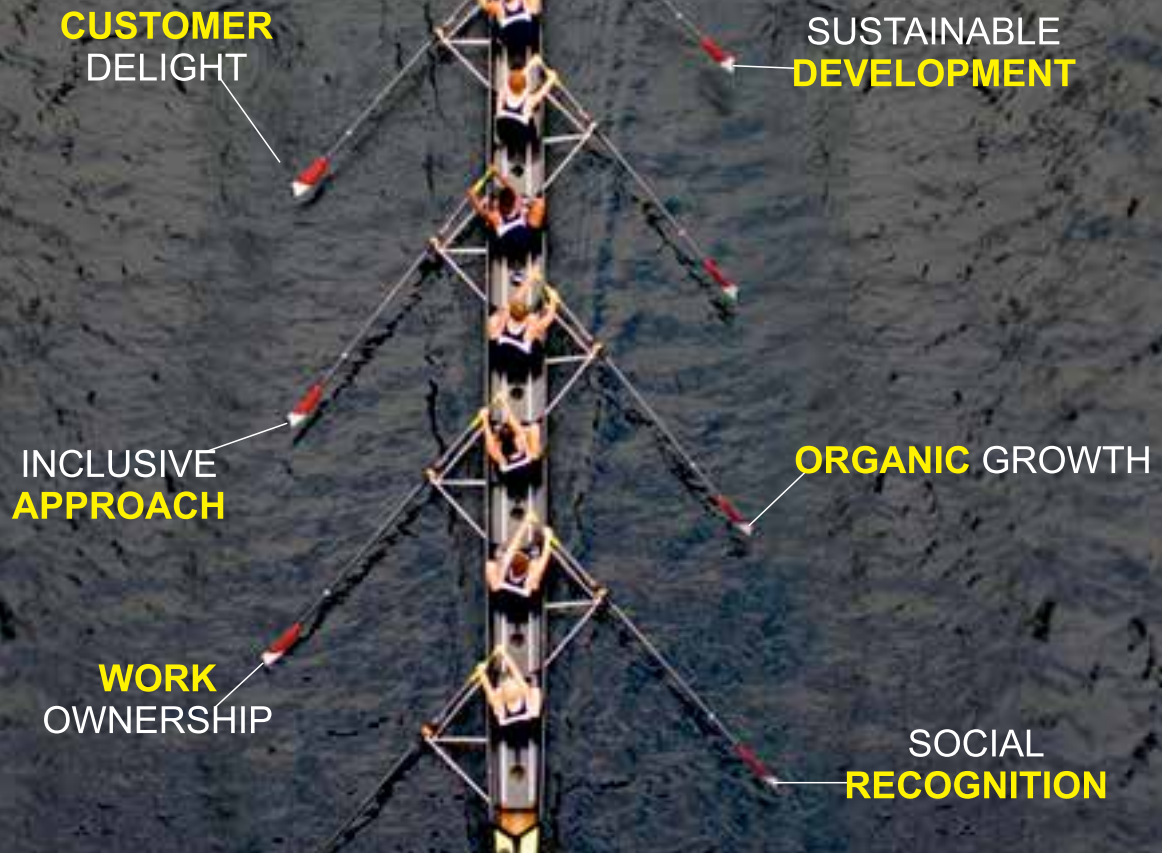 CUSTOMER
DELIGHT
SUSTAINABLE
DEVELOPMENT
INCLUSIVE
APPROACH
ORGANIC GROWTH
WORK
OWNERSHIP
SOCIAL
RECOGNITION